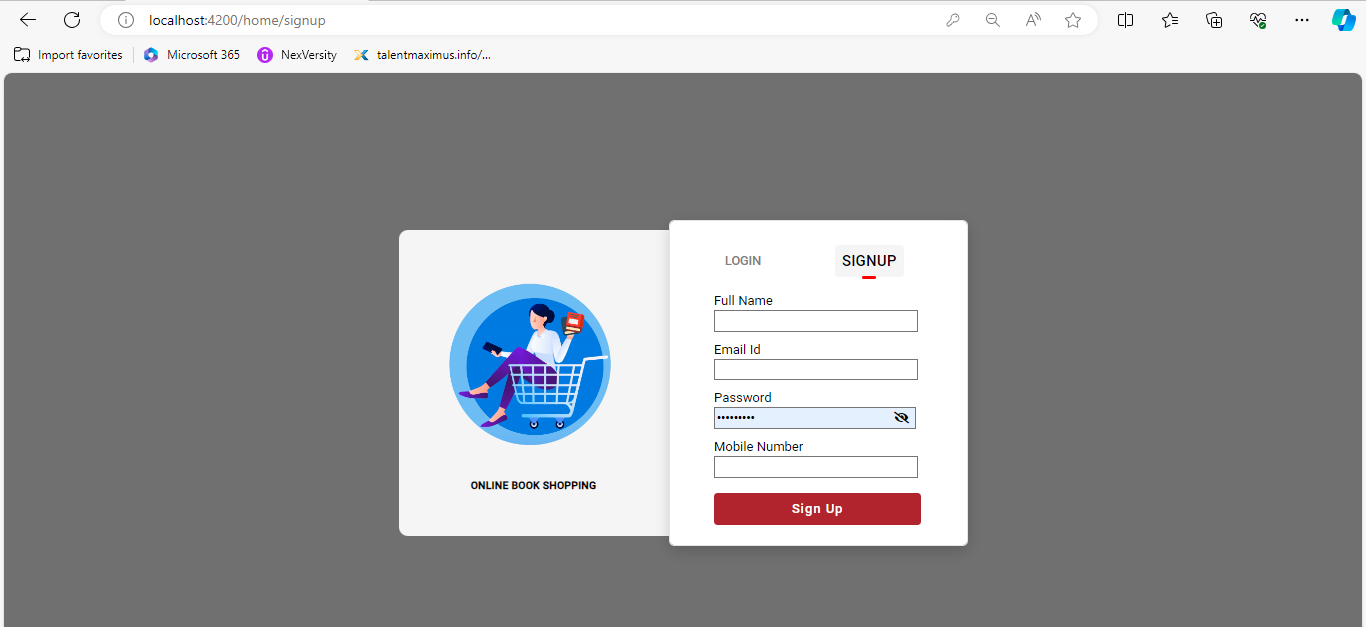 localhost:4200/home/signup
Import favorites Microsoft 365 NexVersity talentmaximus.info/...
LOGIN SIGNUP
Full Name
Email Id
Password
•••••••••
Mobile Number
Sign Up
ONLINE BOOK SHOPPING